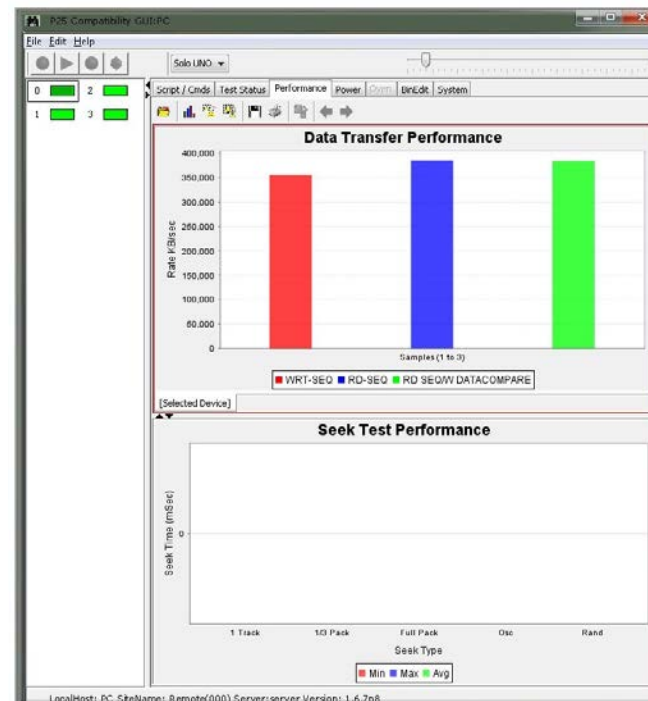 P25 Compatibility GUI:PC
File Edit Help
Solo UNO
0 2
1 3
Script / Cmds Test Status Performance Power BinEdit System
Data Transfer Performance
400,000
350,000
300,000
250,000
200,000
150,000
100,000
50,000
0
Rate KB/sec
Samples (1 to 3)
WRT-SEQ RD-SEQ RD SEQ/W DATACOMPARE
[Selected Device]
Seek Test Performance
Seek Time (mSec)
0
1 Track 1/3 Pack Full Pack Osc Rand
Seek Type
Min Max Avg
LocalHost: PC SiteName: Remote(000) Server:server Version: 1.6.7p8